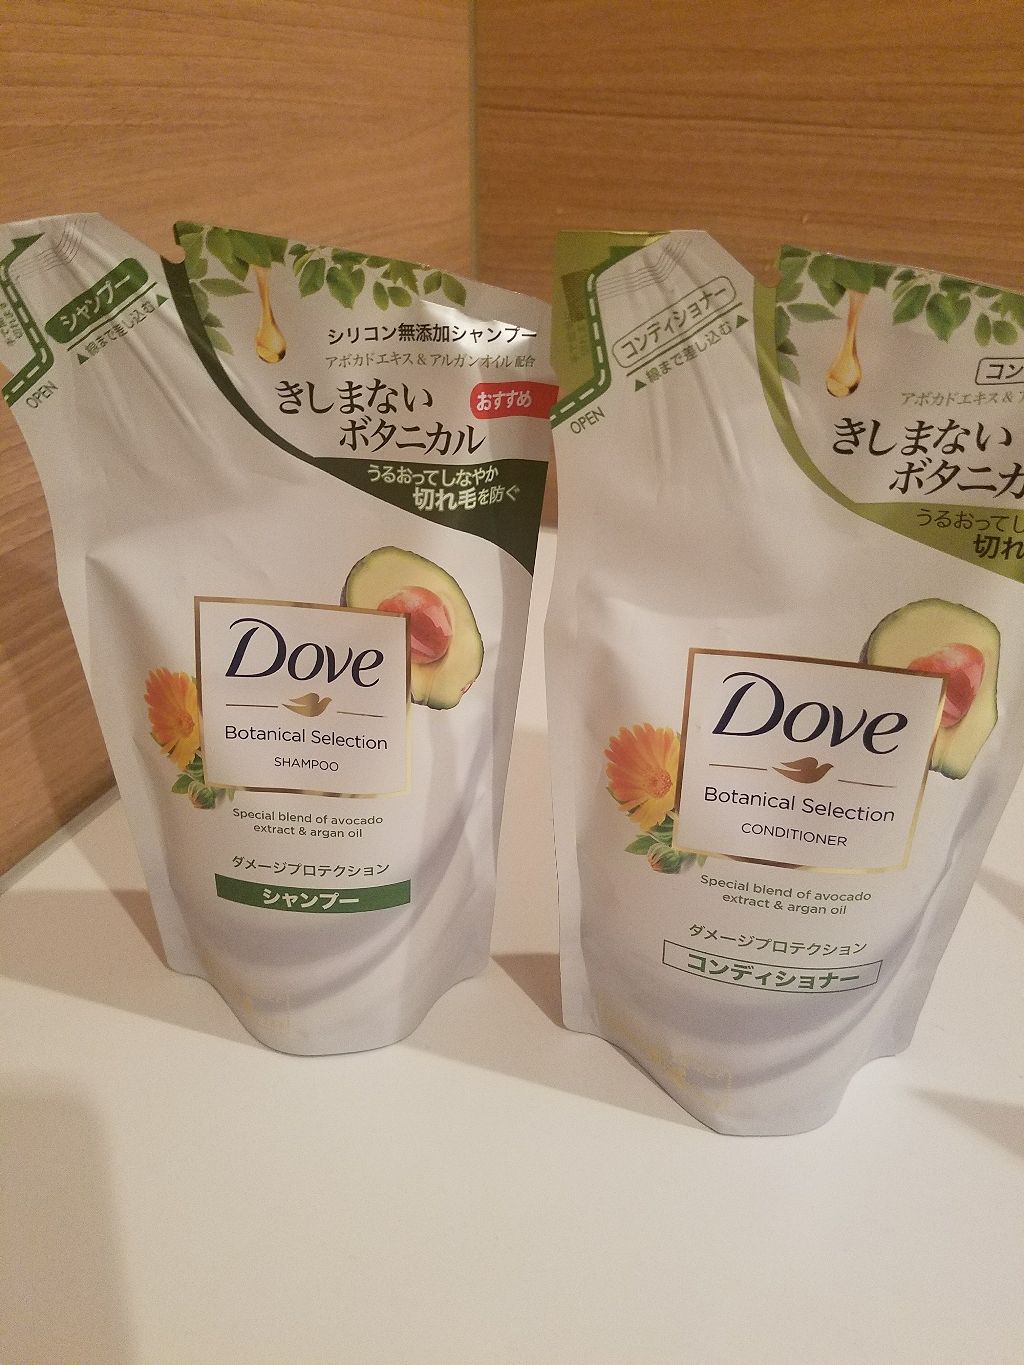 シャンプー
▲線まで差し込む▲
OPEN
シリコン無添加シャンプー
アボカドエキス&アルガンオイル配合
きしまない
ボタニカル
おすすめ
うるおってしなやか
切れ毛を防ぐ
Dove
Botanical Selection
SHAMPOO
Special blend of avocado
extract & argan oil
ダメージプロテクション
シャンプー
コンディショナー
▲線まで差し込む▲
OPEN
コン
アボカドエキス&
きしまない
ボタニカ
うるおってし
切れ
Dove
Botanical Selection
CONDITIONER
Special blend of avocado
extract & argan oil
ダメージプロテクション
コンディショナー